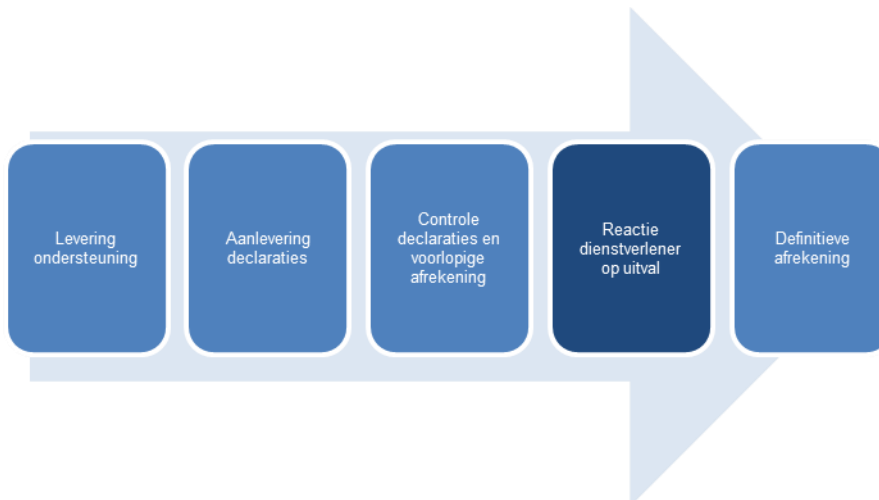 Levering
ondersteuning
Aanlevering
declaraties
Controle
declaraties en
voorlopige
afrekening
Reactie
dienstverlener
op uitval
Definitieve
afrekening